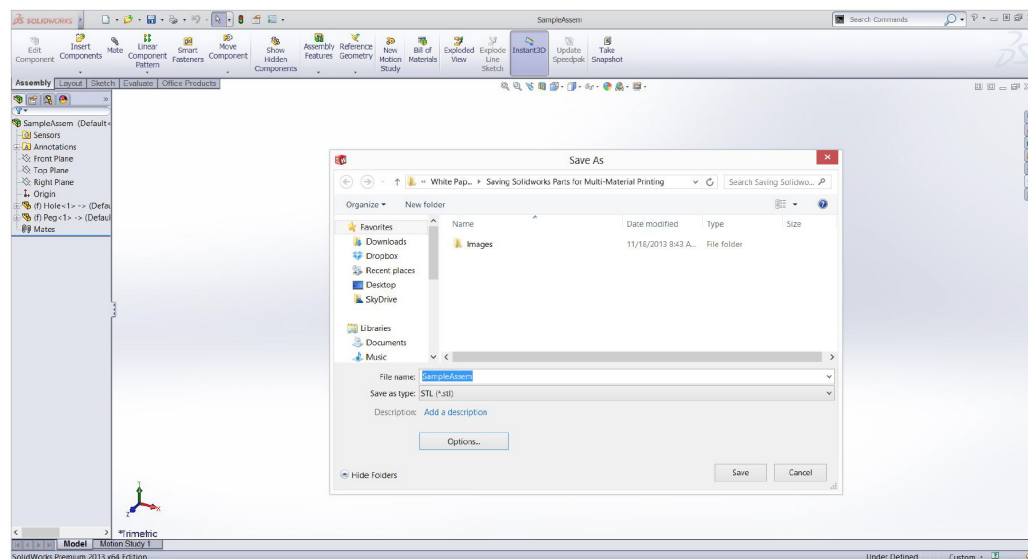 SOLIDWORKS
SampleAssem
Search Commands
Edit Component
Insert Components
Mate
Linear Component Pattern
Smart Fasteners
Move Component
Show Hidden Components
Assembly Features
Reference Geometry
New Motion Study
Bill of Materials
Exploded View
Explode Line Sketch
Instant3D
Update Speedpak
Take Snapshot
Assembly Layout Sketch Evaluate Office Products
SampleAssem (Default<
Sensors
Annotations
Front Plane
Top Plane
Right Plane
Origin
(f) Hole<1> -> (Defau
(f) Peg<1> -> (Defaul
Mates
Save As
« White Pap... Saving Solidworks Parts for Multi-Material Printing
Search Saving Solidwo...
Organize New folder
Name Date modified Type Size
Images 11/18/2013 8:43 A... File folder
Favorites
Downloads
Dropbox
Recent places
Desktop
SkyDrive
Libraries
Documents
Music
File name: SampleAssem
Save as type: STL (*.stl)
Description: Add a description
Options...
Hide Folders
Save Cancel
*Trimetric
Model Motion Study 1
SolidWorks Premium 2013 x64 Edition
Under Defined Custom